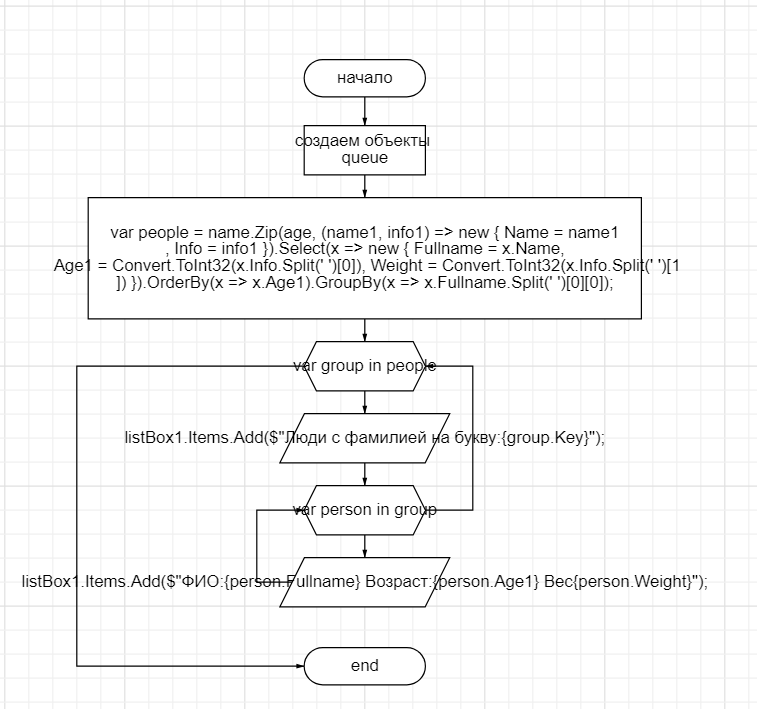 начало
создаем объекты
queue
var people = name.Zip(age, (name1, info1) => new { Name = name1
, Info = info1 }).Select(x => new { Fullname = x.Name,
Age1 = Convert.ToInt32(x.Info.Split(' ')[0]), Weight = Convert.ToInt32(x.Info.Split(' ')[1
]) }).OrderBy(x => x.Age1).GroupBy(x => x.Fullname.Split(' ')[0][0]);
var group in people
listBox1.Items.Add($"Люди с фамилией на букву:{group.Key}");
var person in group
listBox1.Items.Add($"ФИО:{person.Fullname} Возраст:{person.Age1} Вес{person.Weight}");
end